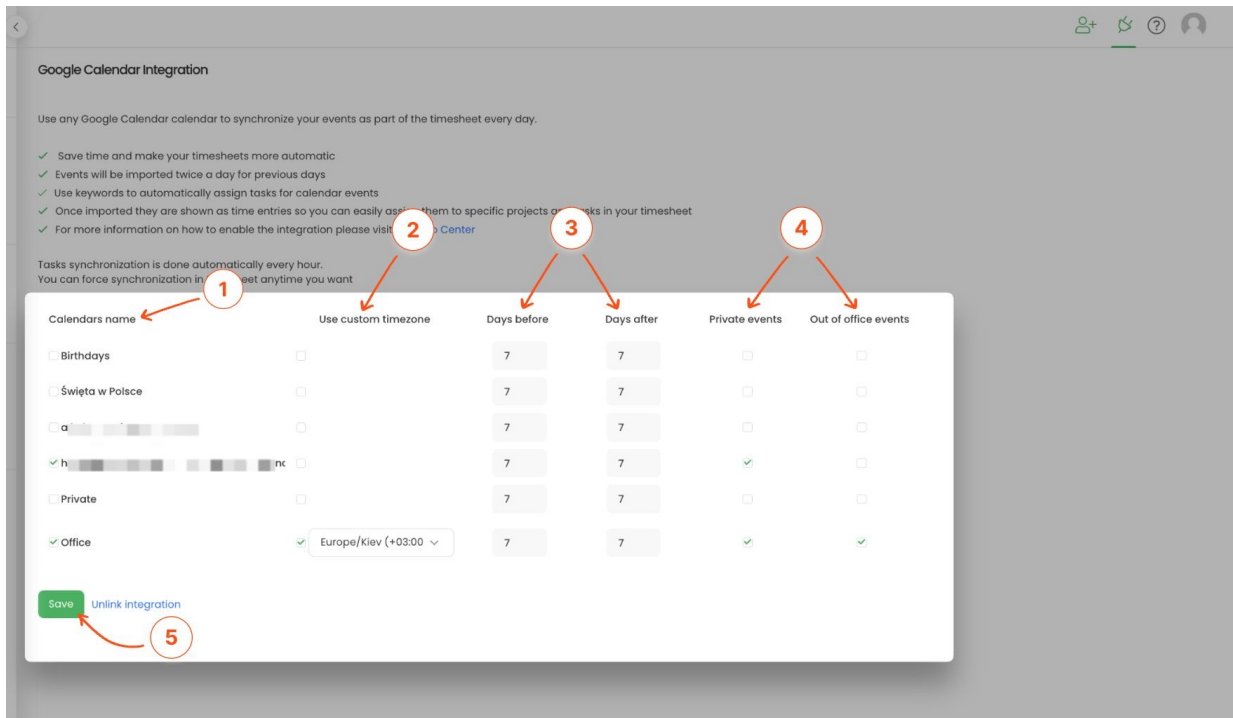 Google Calendar Integration
Use any Google Calendar calendar to synchronize your events as part of the timesheet every day.
Save time and make your timesheets more automatic
Events will be imported twice a day for previous days
Use keywords to automatically assign tasks for calendar events
Once imported they are shown as time entries so you can easily assign them to specific projects and tasks in your timesheet
For more information on how to enable the integration please visit Center
2 3 4
Tasks synchronization is done automatically every hour.
You can force synchronization in anytime you want
1
Calendars name Use custom timezone Days before Days after Private events Out of office events
Birthdays 7 7
Święta w Polsce 7 7
a 7 7
h 7 7
Private 7 7
Office Europe/Kiev (+03:00 7 7
Save Unlink integration
5